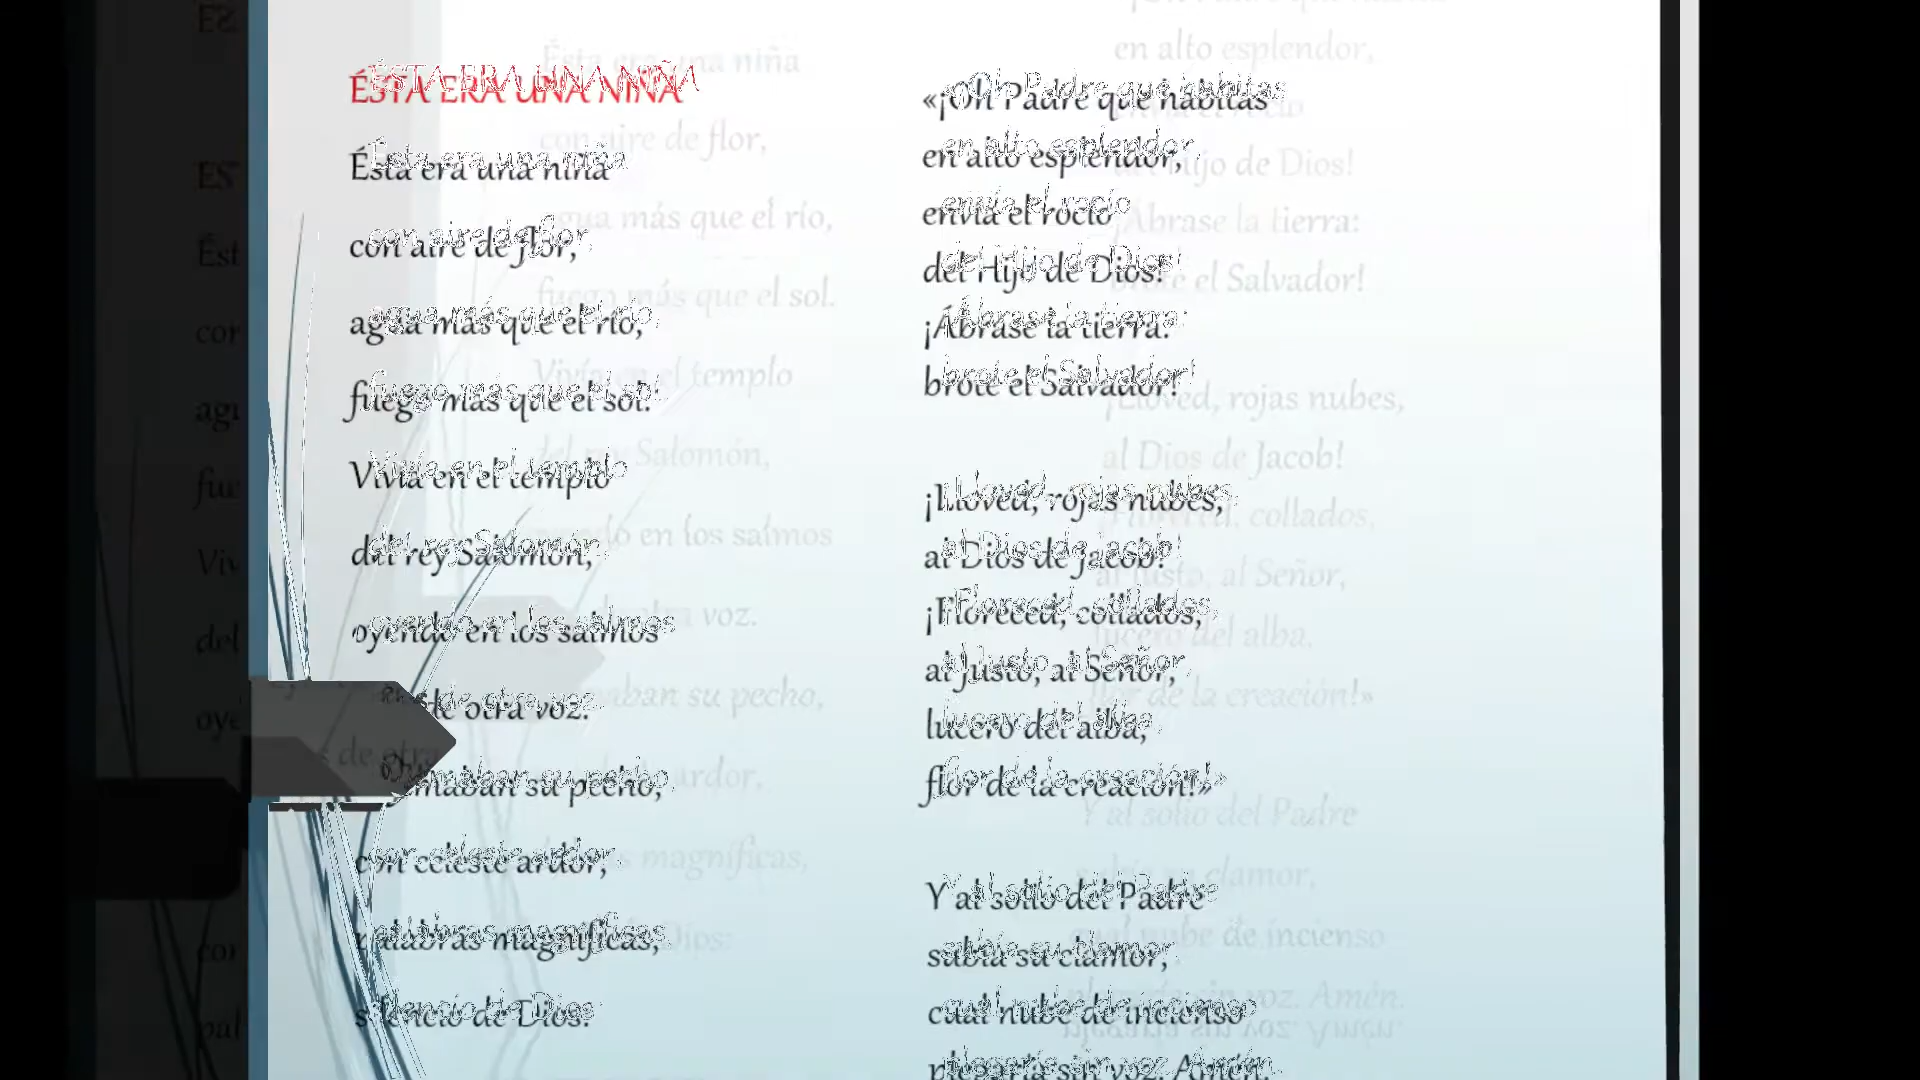 ÉSTA ERA UNA NIÑA
Ésta era una niña
con aire de flor,
agua más que el río,
fuego más que el sol.
Vivía en el templo
del rey Salomón,
oyendo en los salmos
de otra voz.
su pecho,
con celeste ardor,
palabras magníficas,
silencio de Dios:
«¡Oh Padre que habitas
en alto esplendor,
envía el rocío
del Hijo de Dios!
¡Ábrase la tierra:
brote el Salvador!
¡Lloved, rojas nubes,
al Dios de Jacob!
¡Floreced, collados,
al Justo, al Señor,
lucero del alba,
flor de la creación!»
Y al solio del Padre
subía su clamor,
cual nube de incienso
plegaria sin voz. Amén.